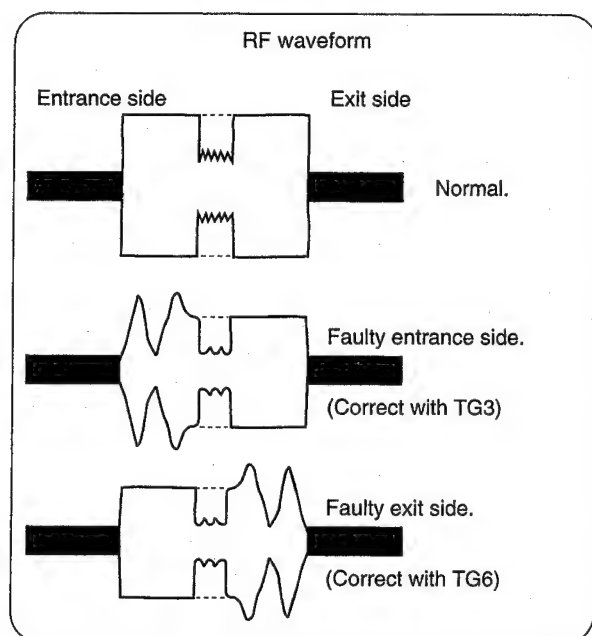 RF waveform
Entrance side
Exit side
Normal.
Faulty entrance side.
(Correct with TG3)
Faulty exit side.
(Correct with TG6)